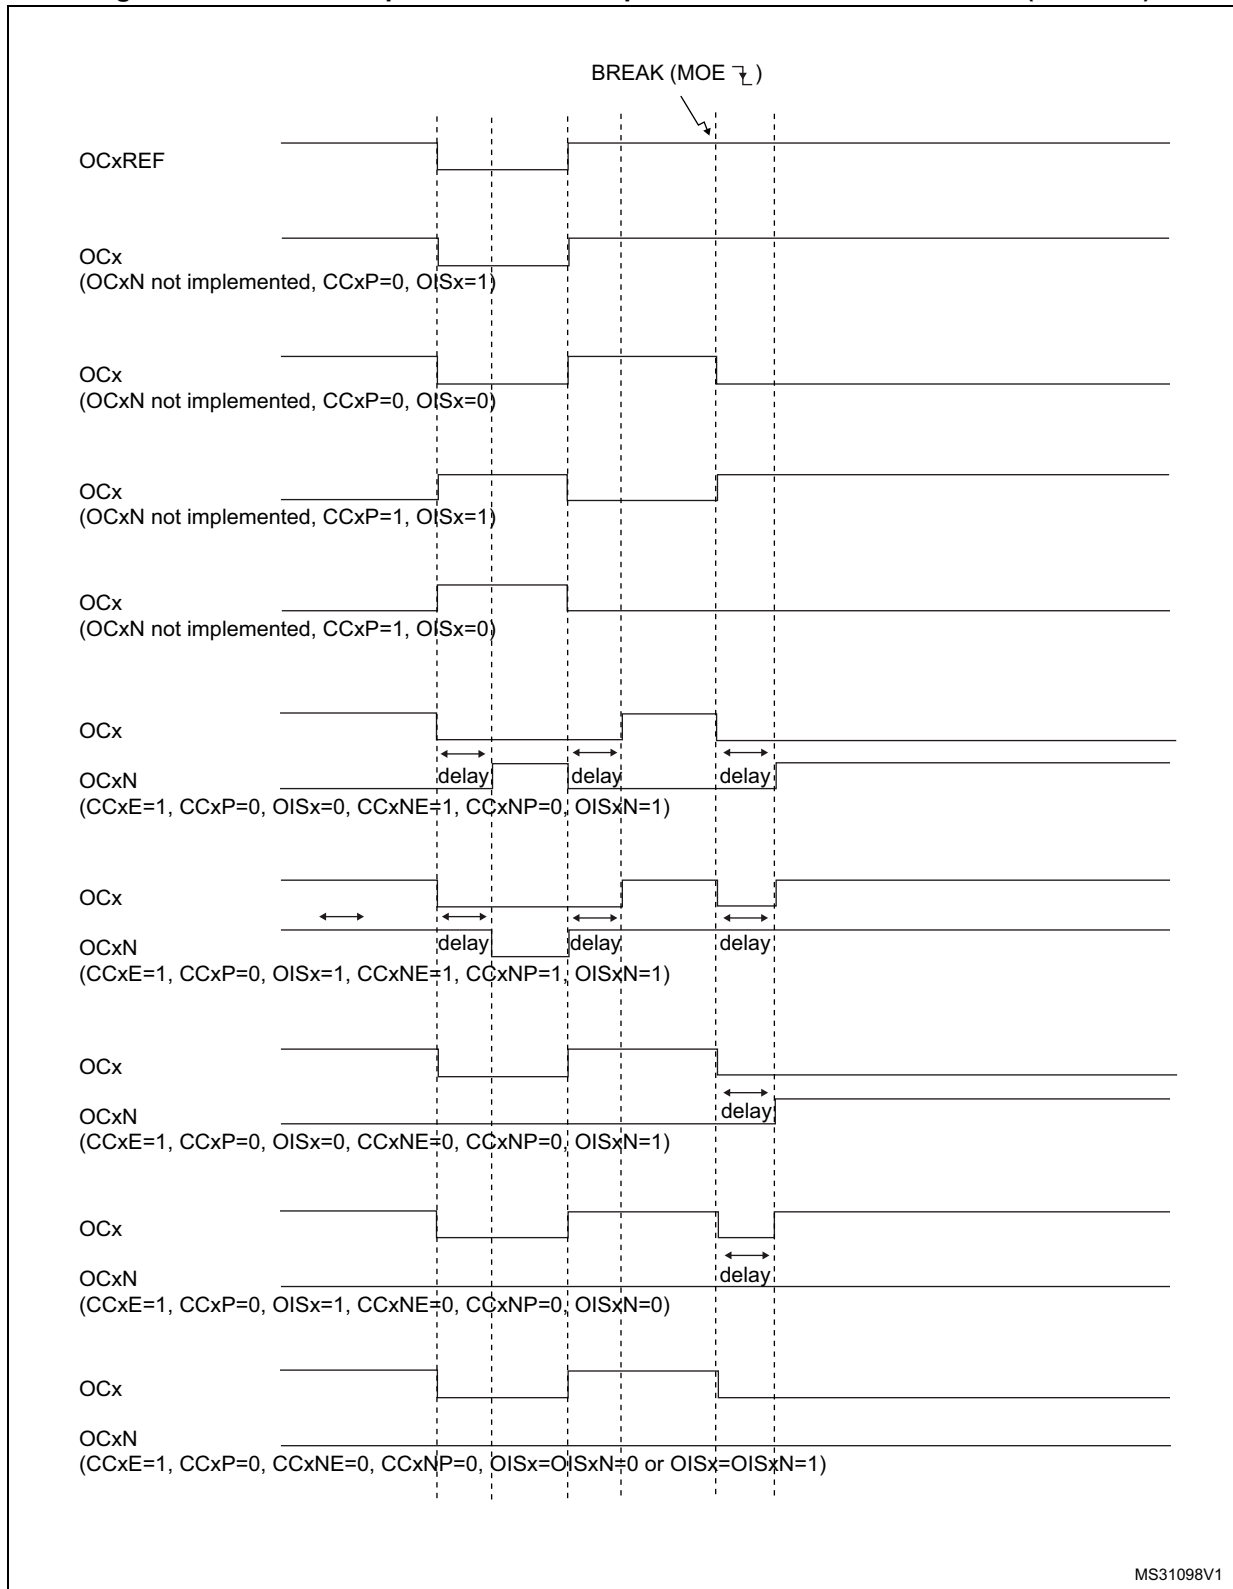 BREAK (MOE )
OCxREF
OCx
(OCxN not implemented, CCxP=0, OISx=1)
OCx
(OCxN not implemented, CCxP=0, OISx=0)
OCx
(OCxN not implemented, CCxP=1, OISx=1)
OCx
(OCxN not implemented, CCxP=1, OISx=0)
OCx
delay delay delay
OCxN
(CCxE=1, CCxP=0, OISx=0, CCxNE=1, CCxNP=0, OISxN=1)
OCx
delay delay delay
OCxN
(CCxE=1, CCxP=0, OISx=1, CCxNE=1, CCxNP=1, OISxN=1)
OCx
delay
OCxN
(CCxE=1, CCxP=0, OISx=0, CCxNE=0, CCxNP=0, OISxN=1)
OCx
delay
OCxN
(CCxE=1, CCxP=0, OISx=1, CCxNE=0, CCxNP=0, OISxN=0)
OCx
OCxN
(CCxE=1, CCxP=0, CCxNE=0, CCxNP=0, OISx=OISxN=0 or OISx=OISxN=1)
MS31098V1